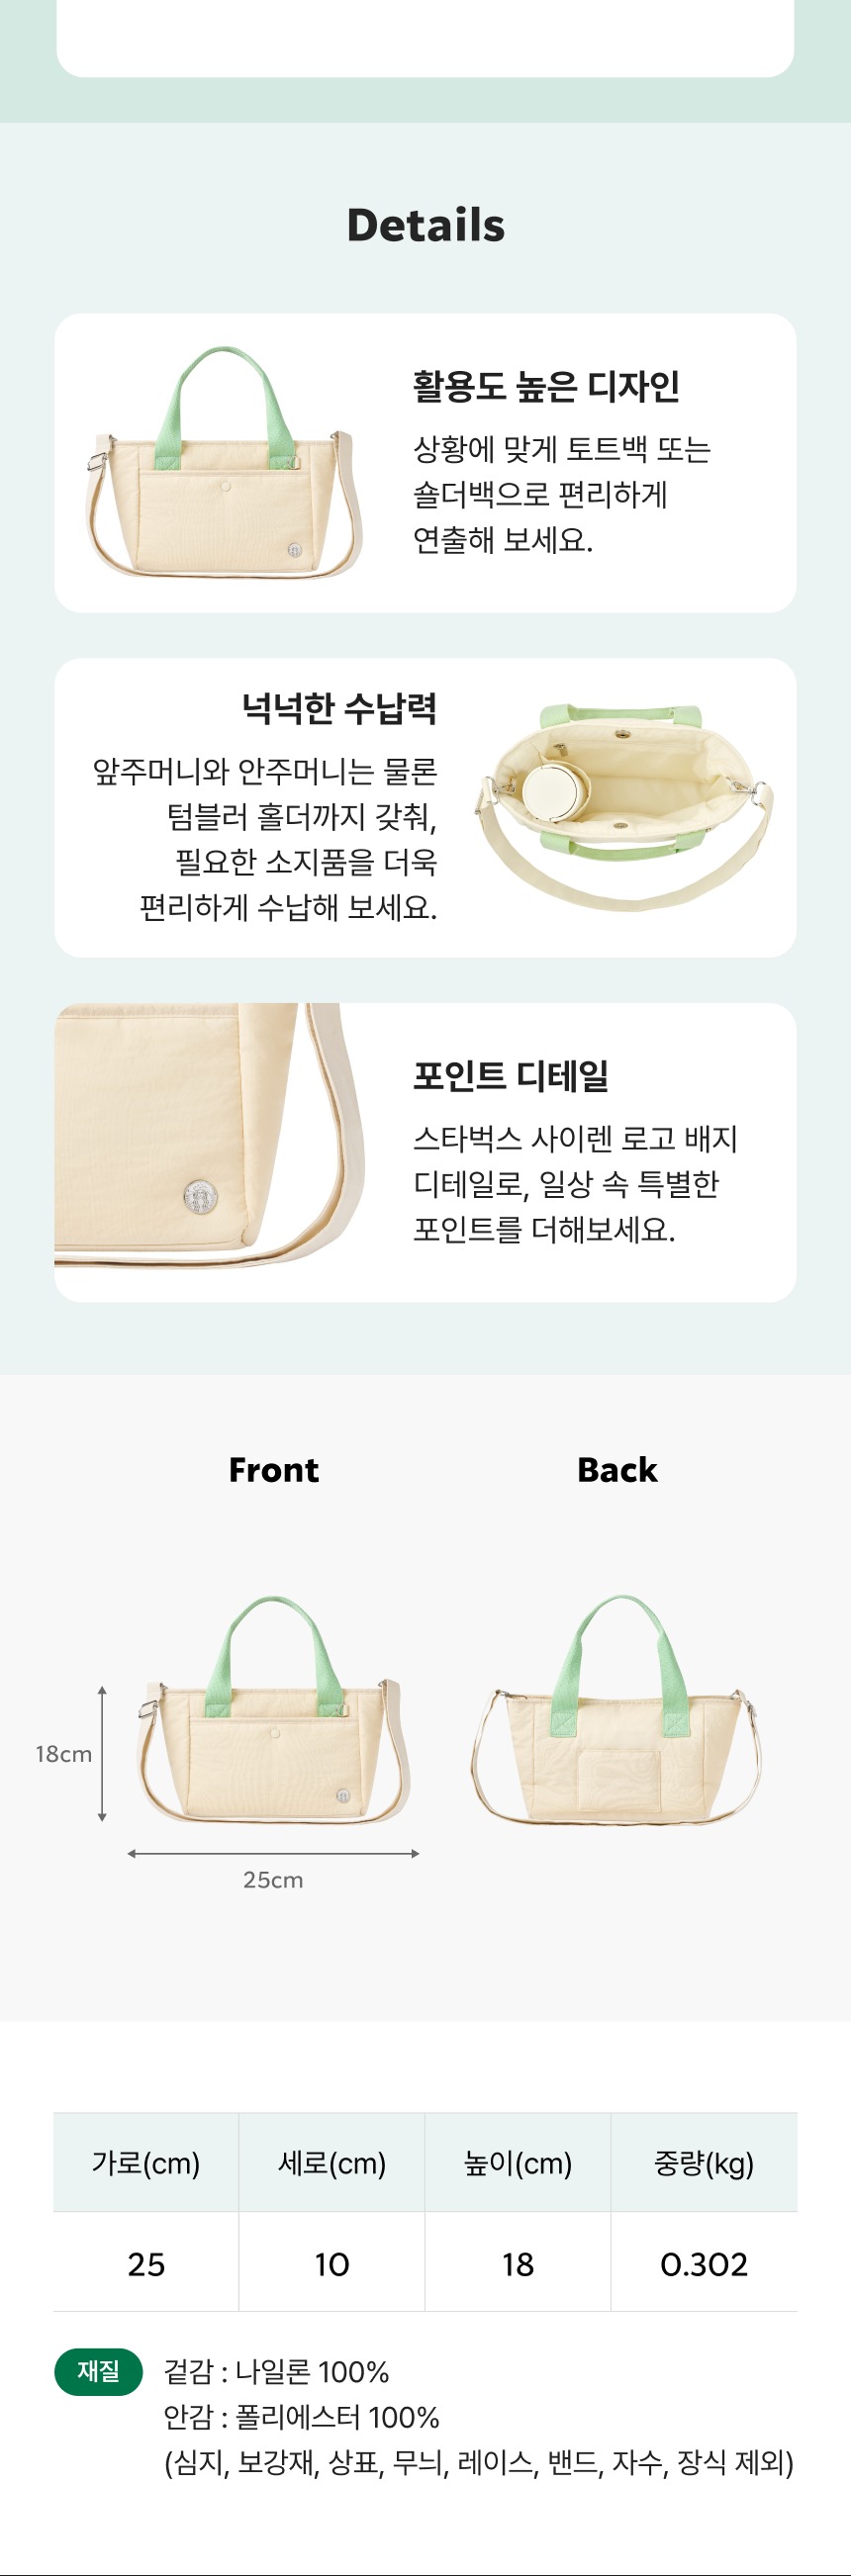 Details
활용도 높은 디자인
상황에 맞게 토트백 또는
숄더백으로 편리하게
연출해 보세요.
넉넉한 수납력
앞주머니와 안주머니는 물론
텀블러 홀더까지 갖춰,
필요한 소지품을 더욱
편리하게 수납해 보세요.
포인트 디테일
스타벅스 사이렌 로고 배지
디테일로, 일상 속 특별한
포인트를 더해보세요.
Front
Back
18cm
25cm
가로(cm) 세로(cm) 높이(cm) 중량(kg)
25 10 18 0.302
재질 겉감 : 나일론 100%
안감 : 폴리에스터 100%
(심지, 보강재, 상표, 무늬, 레이스, 밴드, 자수, 장식 제외)